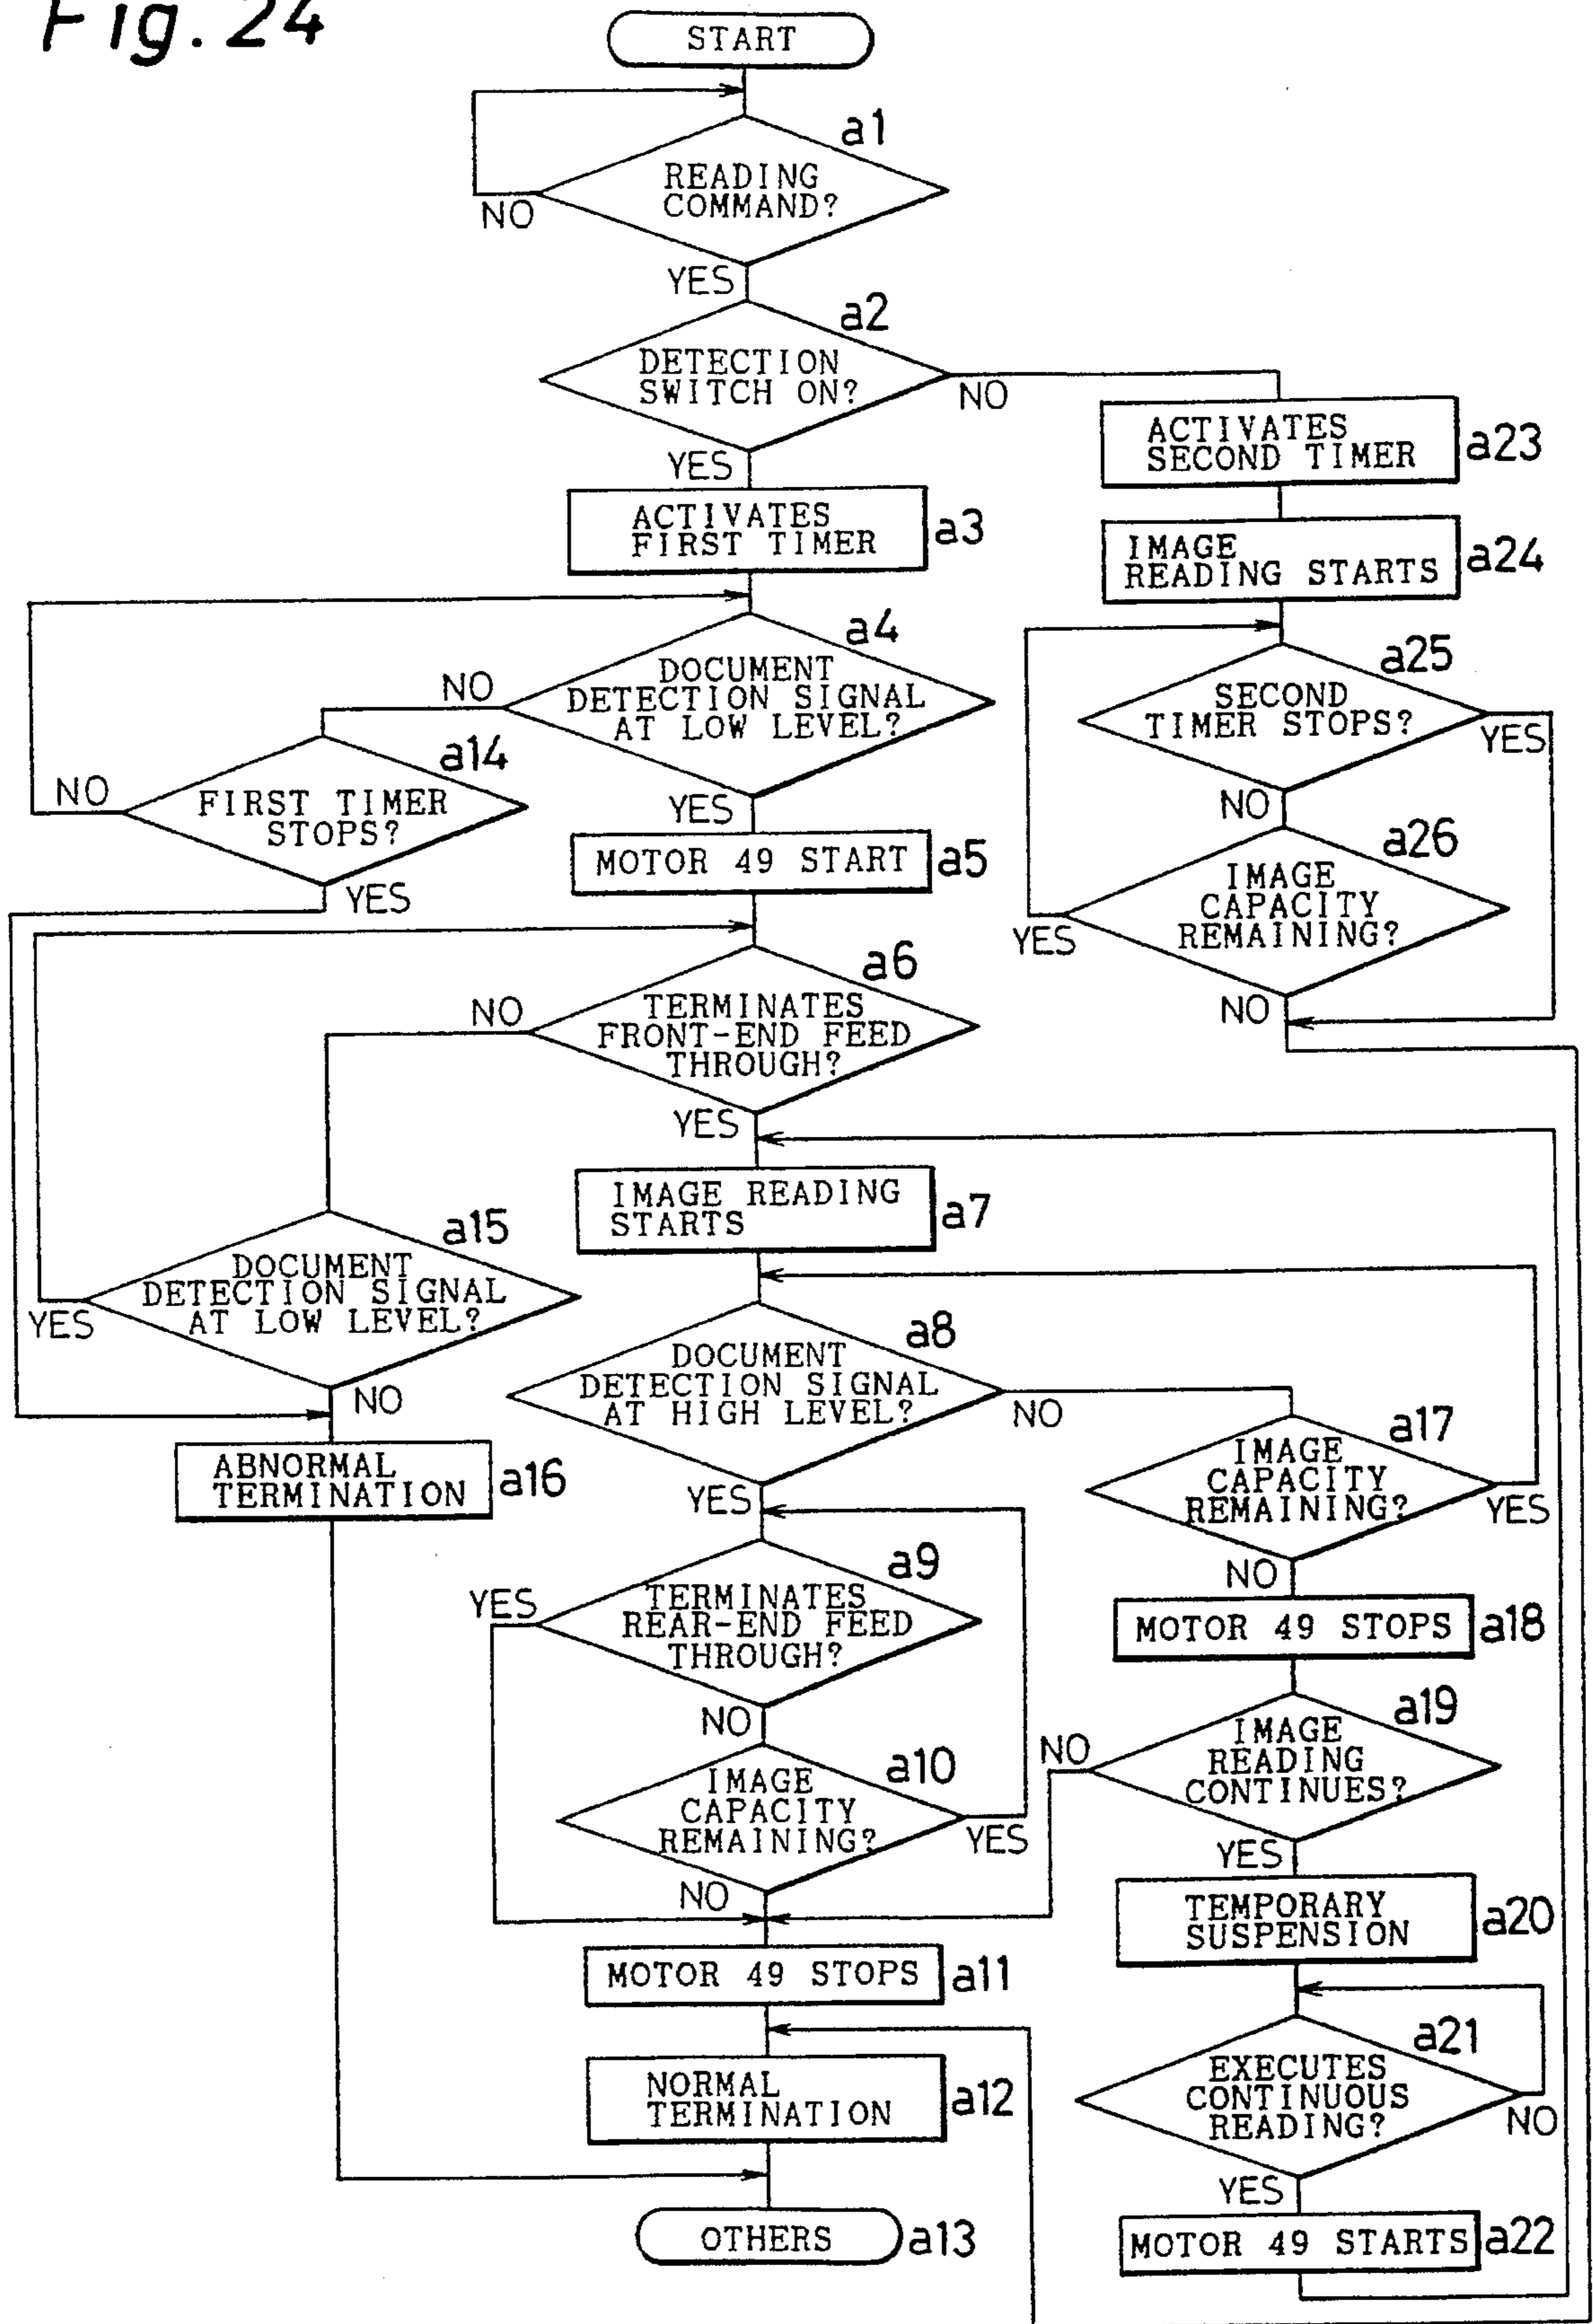 Fig. 24
START
a1
READING
COMMAND?
NO
YES
a2
DETECTION
SWITCH ON?
NO
YES
ACTIVATES
FIRST TIMER
a3
a4
DOCUMENT
DETECTION SIGNAL
AT LOW LEVEL?
NO
YES
a14
FIRST TIMER
STOPS?
NO
YES
MOTOR 49 START
a5
a6
TERMINATES
FRONT-END FEED
THROUGH?
NO
YES
IMAGE READING
STARTS
a7
a15
DOCUMENT
DETECTION SIGNAL
AT LOW LEVEL?
YES
NO
ABNORMAL
TERMINATION
a16
a8
DOCUMENT
DETECTION SIGNAL
AT HIGH LEVEL?
NO
YES
a9
TERMINATES
REAR-END FEED
THROUGH?
YES
NO
a10
IMAGE
CAPACITY
REMAINING?
YES
NO
MOTOR 49 STOPS
a11
NORMAL
TERMINATION
a12
OTHERS
a13
ACTIVATES
SECOND TIMER
a23
IMAGE
READING STARTS
a24
a25
SECOND
TIMER STOPS?
YES
NO
a26
IMAGE
CAPACITY
REMAINING?
YES
NO
a17
IMAGE
CAPACITY
REMAINING?
YES
NO
MOTOR 49 STOPS
a18
a19
IMAGE
READING
CONTINUES?
NO
YES
TEMPORARY
SUSPENSION
a20
a21
EXECUTES
CONTINUOUS
READING?
NO
YES
MOTOR 49 STARTS
a22